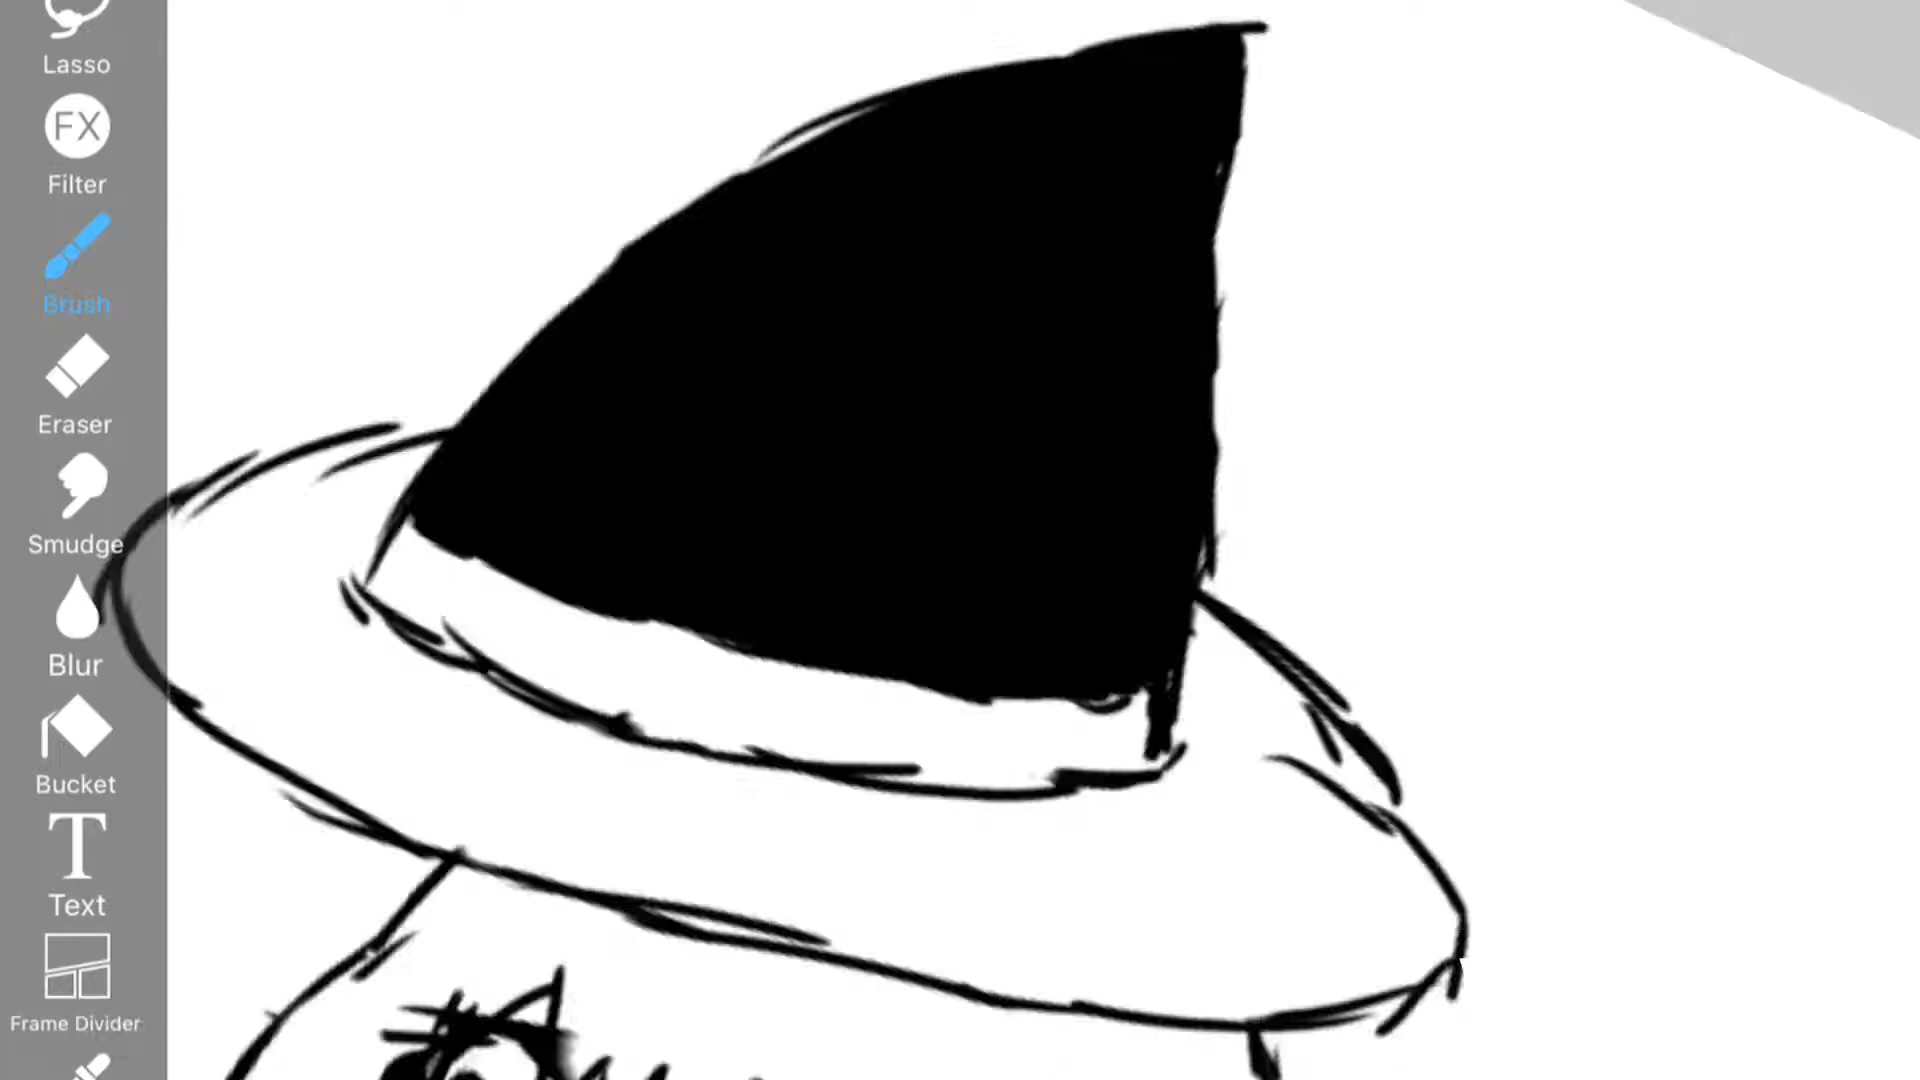 Lasso
FX
Filter
Brush
Eraser
Smudge
Blur
Bucket
T
Text
Frame Divider